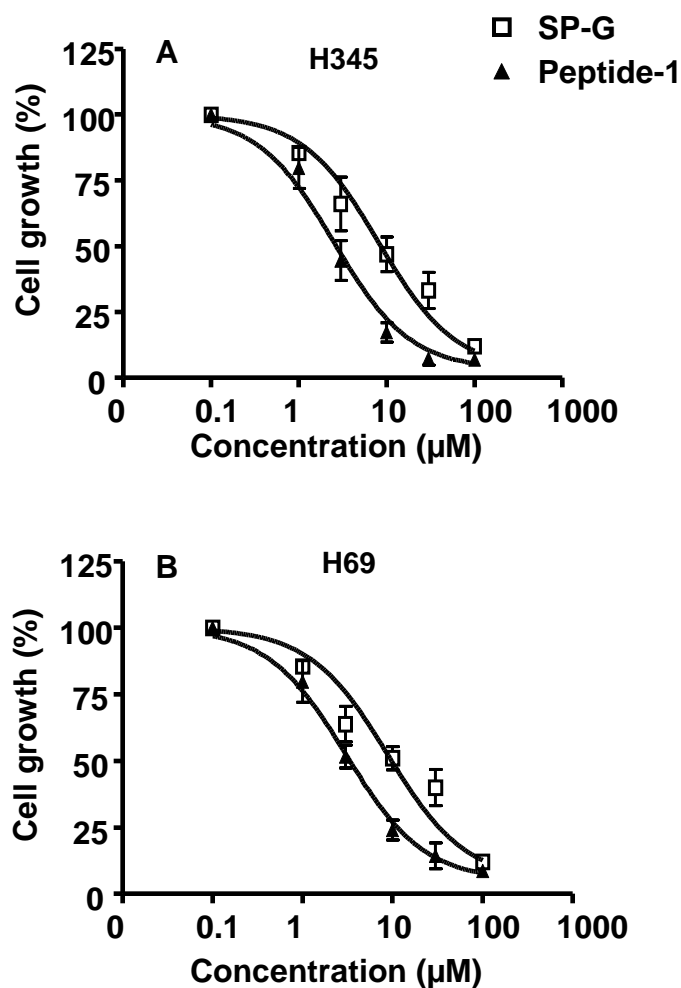 SP-G
Peptide-1
A
H345
125
100
75
50
25
0
Cell growth (%)
0 0.1 1 10 100 1000
Concentration (µM)
B
H69
125
100
75
50
25
0
Cell growth (%)
0 0.1 1 10 100 1000
Concentration (µM)